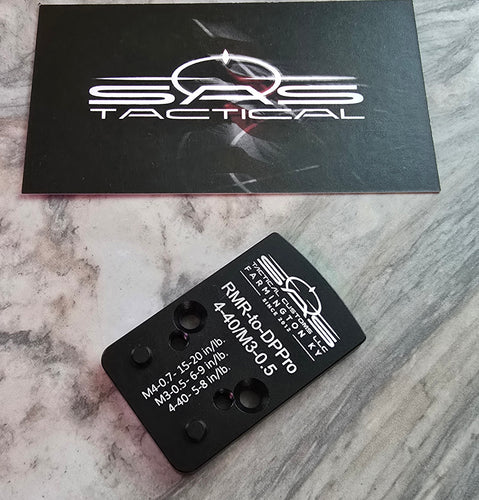 SAS
TACTICAL
SAS
TACTICAL CUSTOMS LLC
FARMINGTON KY
SINCE 2012
RMR-to-DPPro
4-40/M3-0.5
M4-0.7- 15-20 in/lb.
M3-0.5- 6-9 in/lb.
4-40- 5-8 in/lb.